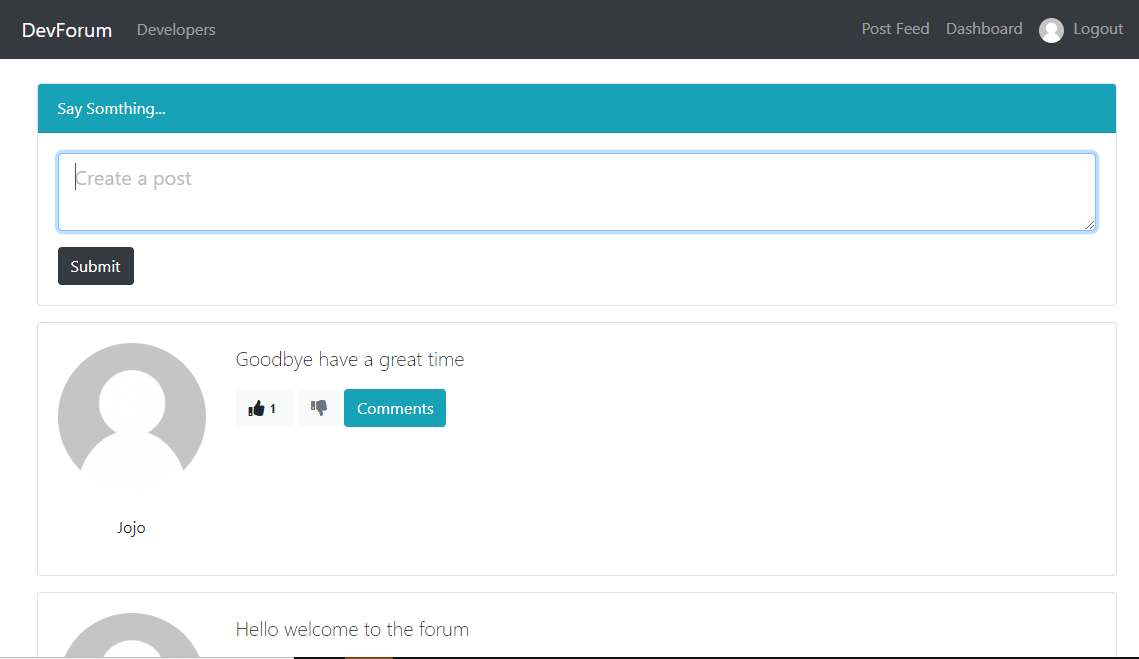 DevForum Developers Post Feed Dashboard Logout
Say Somthing...
Create a post
Submit
Goodbye have a great time
1 Comments
Jojo
Hello welcome to the forum